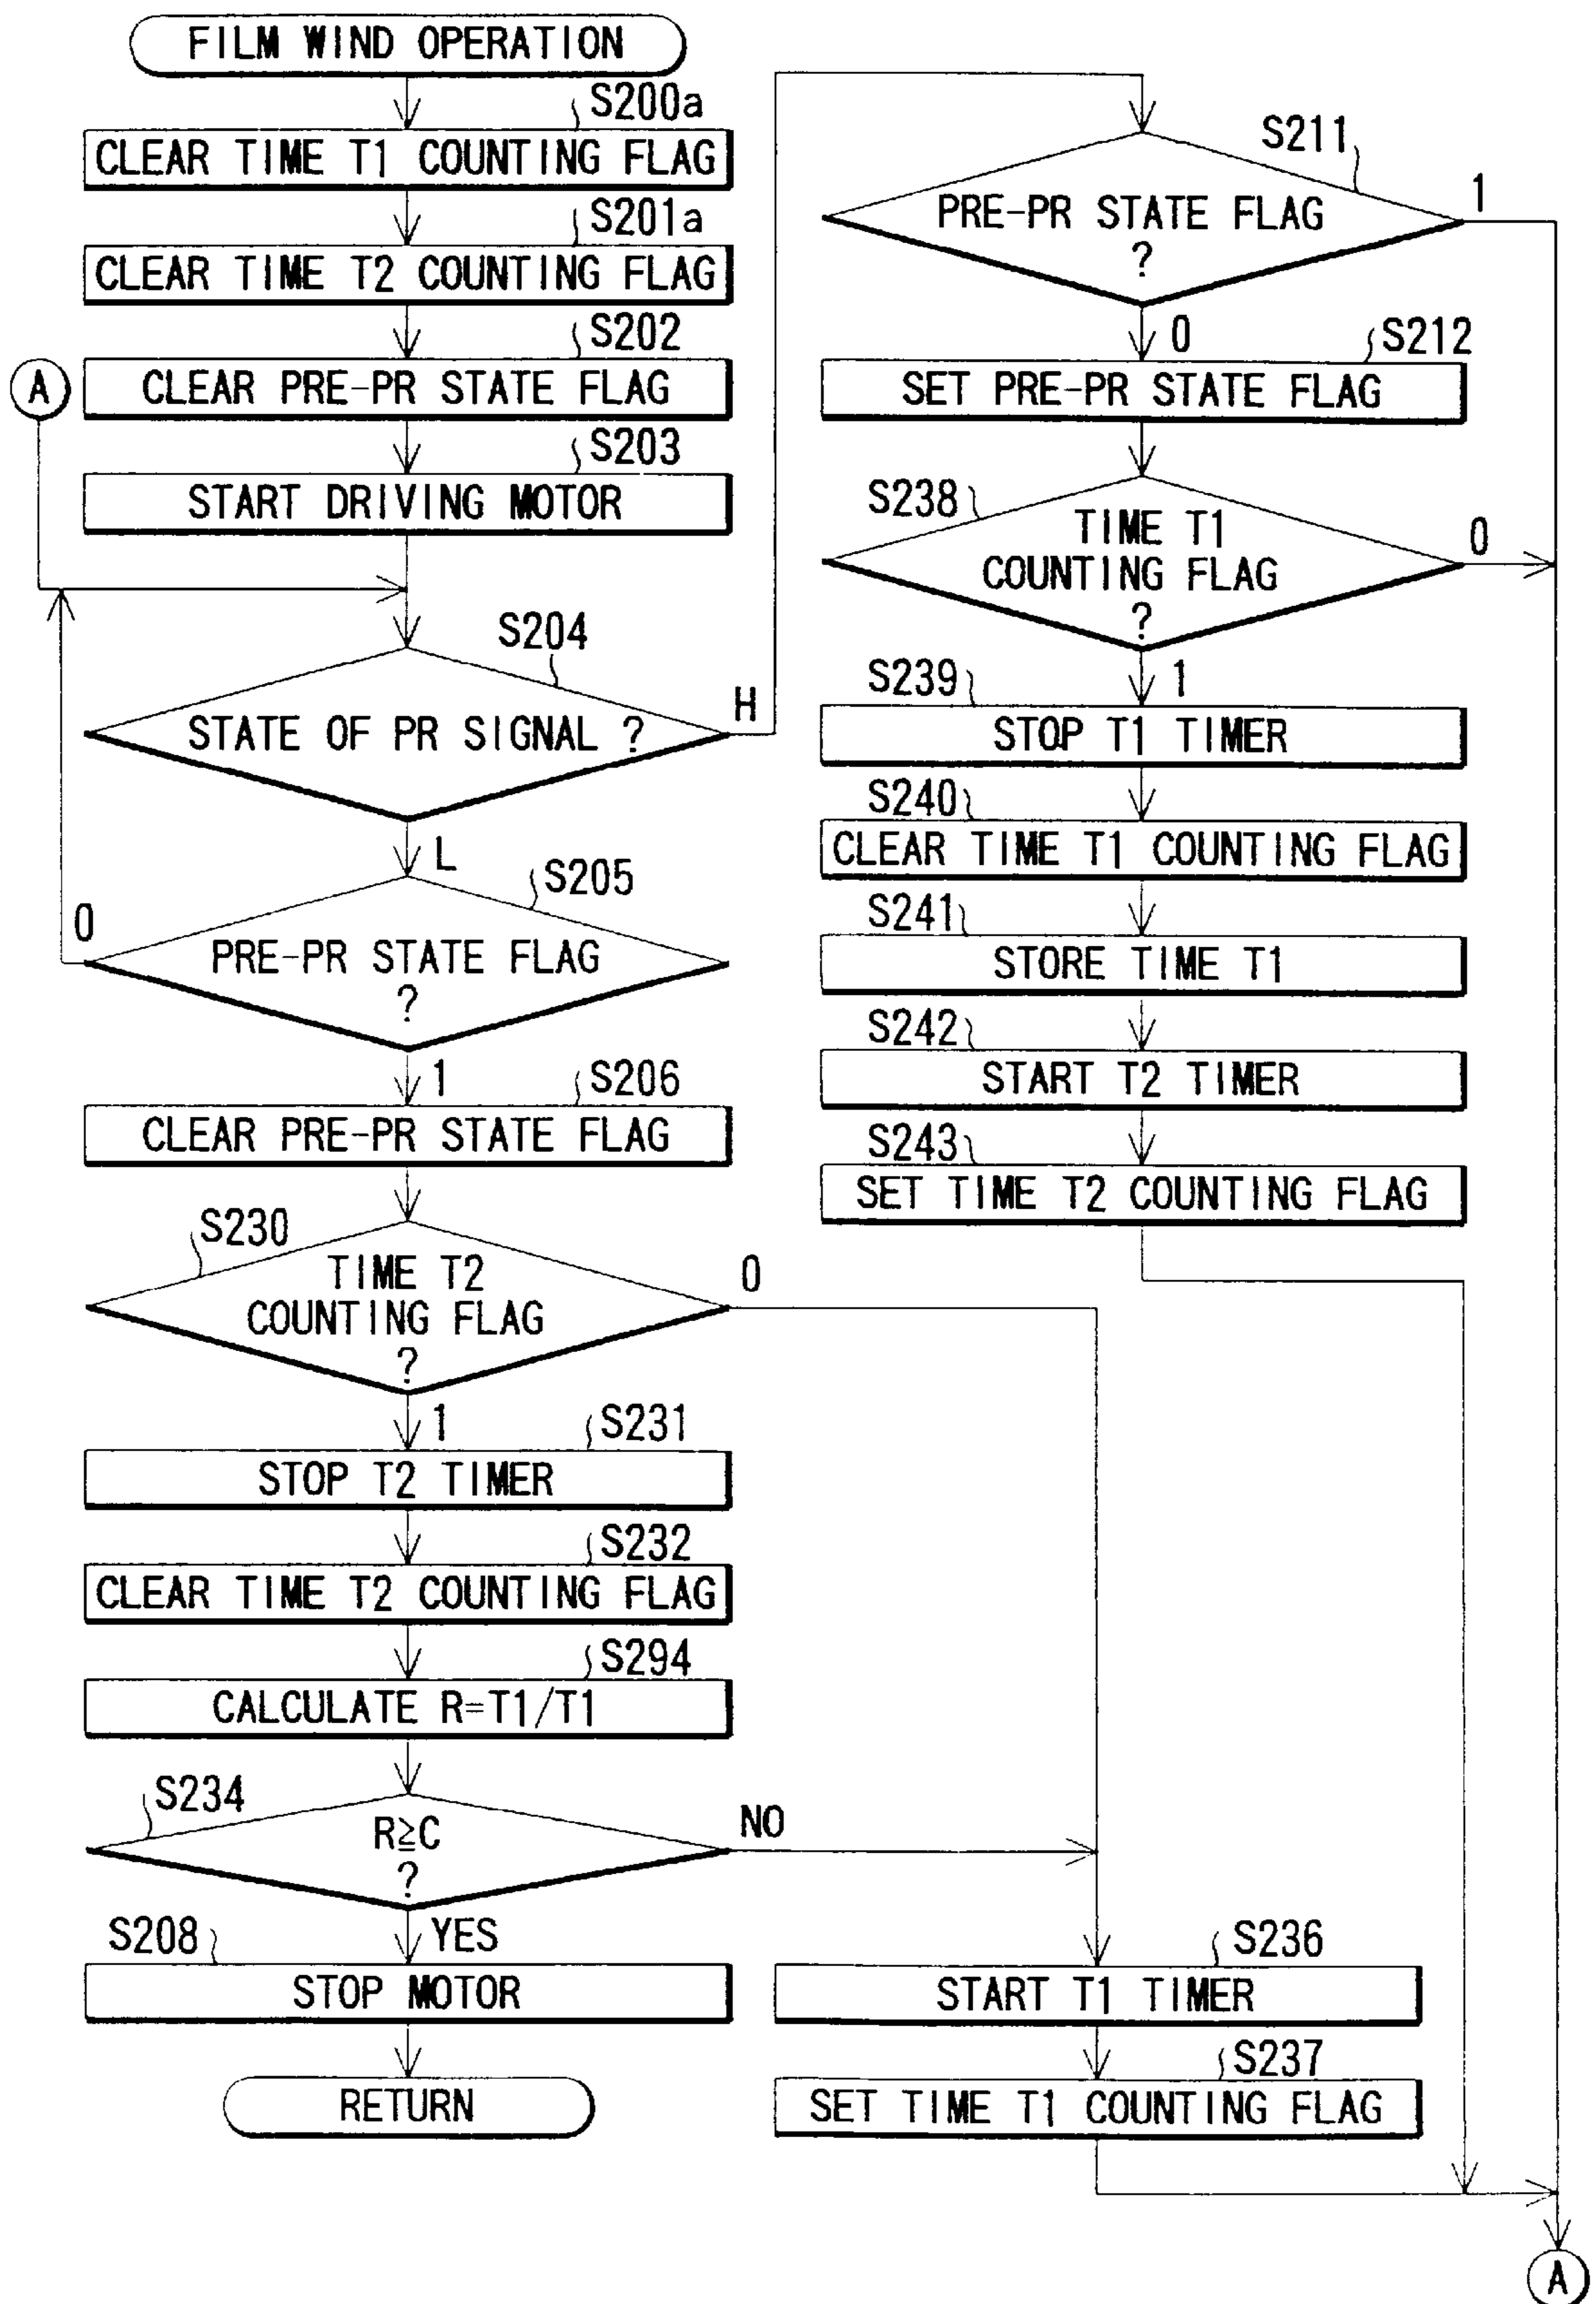 FILM WIND OPERATION
S200a
CLEAR TIME T1 COUNTING FLAG
S201a
CLEAR TIME T2 COUNTING FLAG
S202
A
CLEAR PRE-PR STATE FLAG
S203
START DRIVING MOTOR
S204
STATE OF PR SIGNAL ?
H
L
S205
0
PRE-PR STATE FLAG
?
1
S206
CLEAR PRE-PR STATE FLAG
S230
TIME T2
COUNTING FLAG
?
0
1
S231
STOP T2 TIMER
S232
CLEAR TIME T2 COUNTING FLAG
S294
CALCULATE R=T1/T1
S234
R≧C
?
NO
YES
S208
STOP MOTOR
RETURN
S211
PRE-PR STATE FLAG
?
1
0
S212
SET PRE-PR STATE FLAG
S238
TIME T1
COUNTING FLAG
?
0
1
S239
STOP T1 TIMER
S240
CLEAR TIME T1 COUNTING FLAG
S241
STORE TIME T1
S242
START T2 TIMER
S243
SET TIME T2 COUNTING FLAG
S236
START T1 TIMER
S237
SET TIME T1 COUNTING FLAG
A